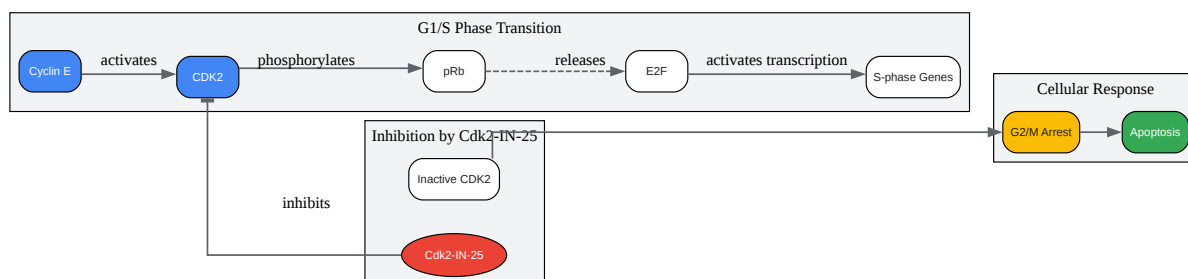 G1/S Phase Transition
Cyclin E
activates
CDK2
phosphorylates
pRb
releases
E2F
activates transcription
S-phase Genes
Cellular Response
G2/M Arrest
Apoptosis
Inhibition by Cdk2-IN-25
Inactive CDK2
inhibits
Cdk2-IN-25